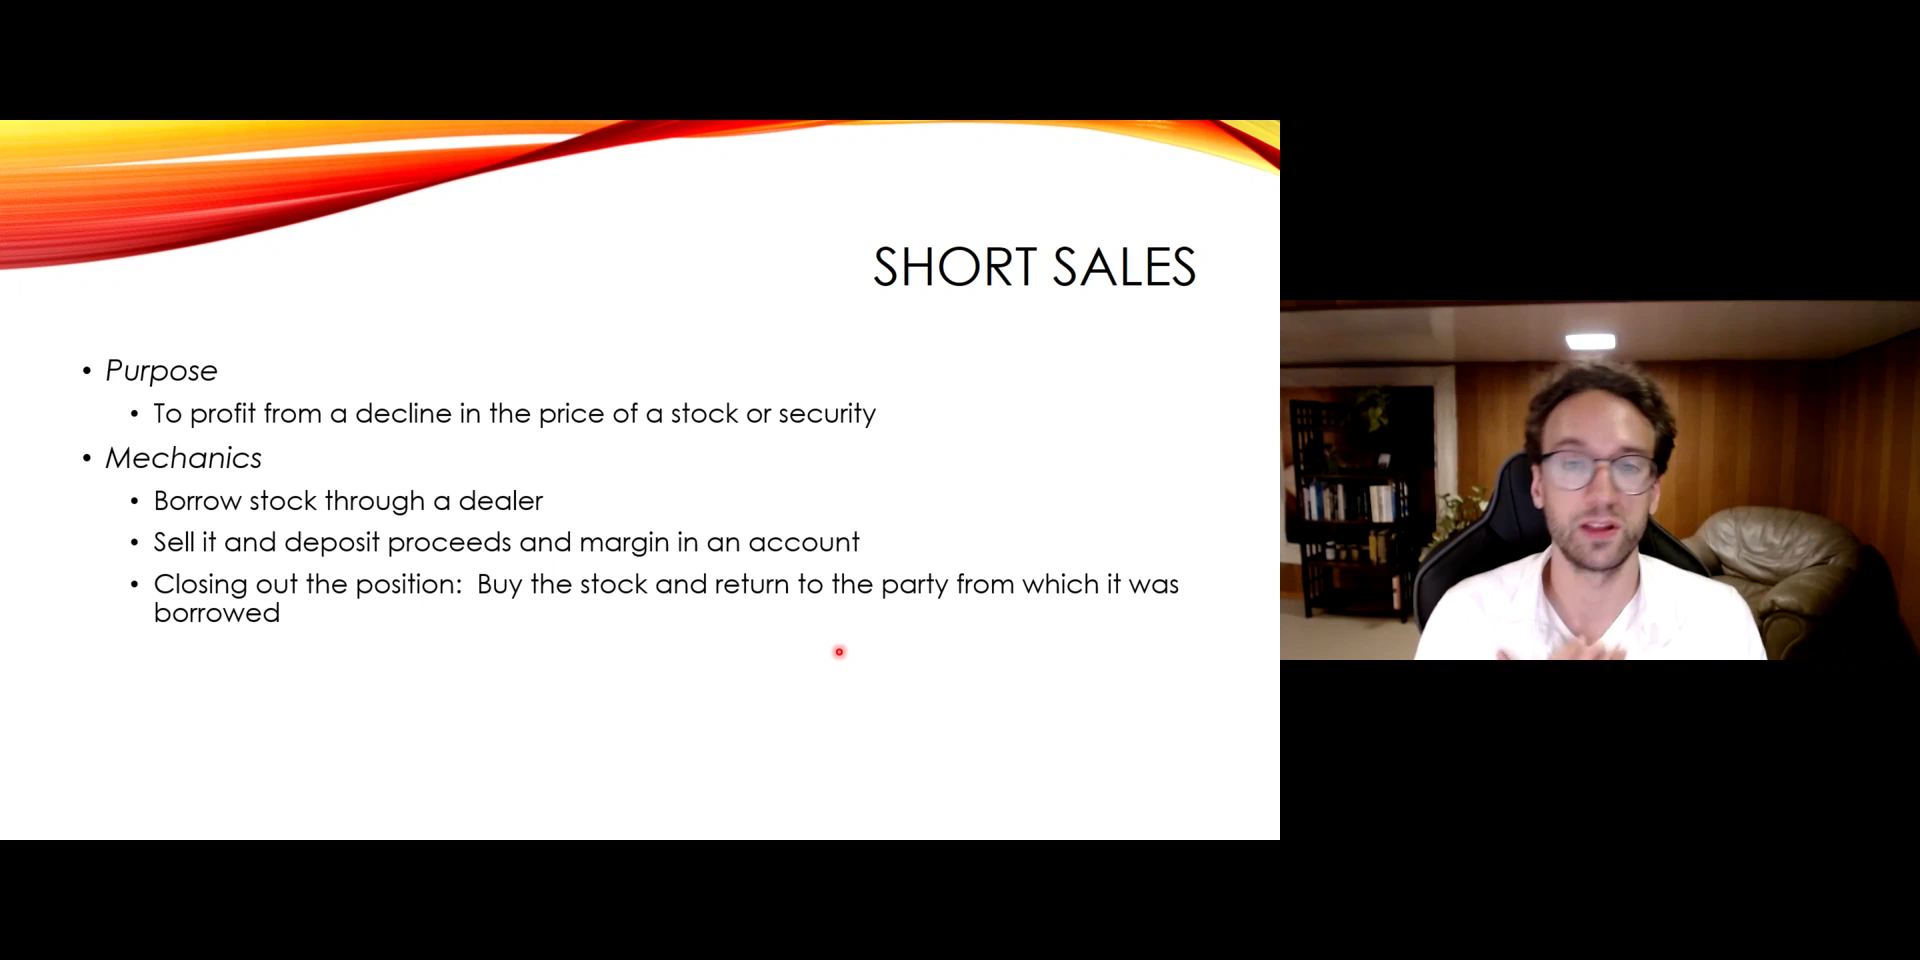 SHORT SALES
• Purpose
• To profit from a decline in the price of a stock or security
• Mechanics
• Borrow stock through a dealer
• Sell it and deposit proceeds and margin in an account
• Closing out the position:  Buy the stock and return to the party from which it was
borrowed